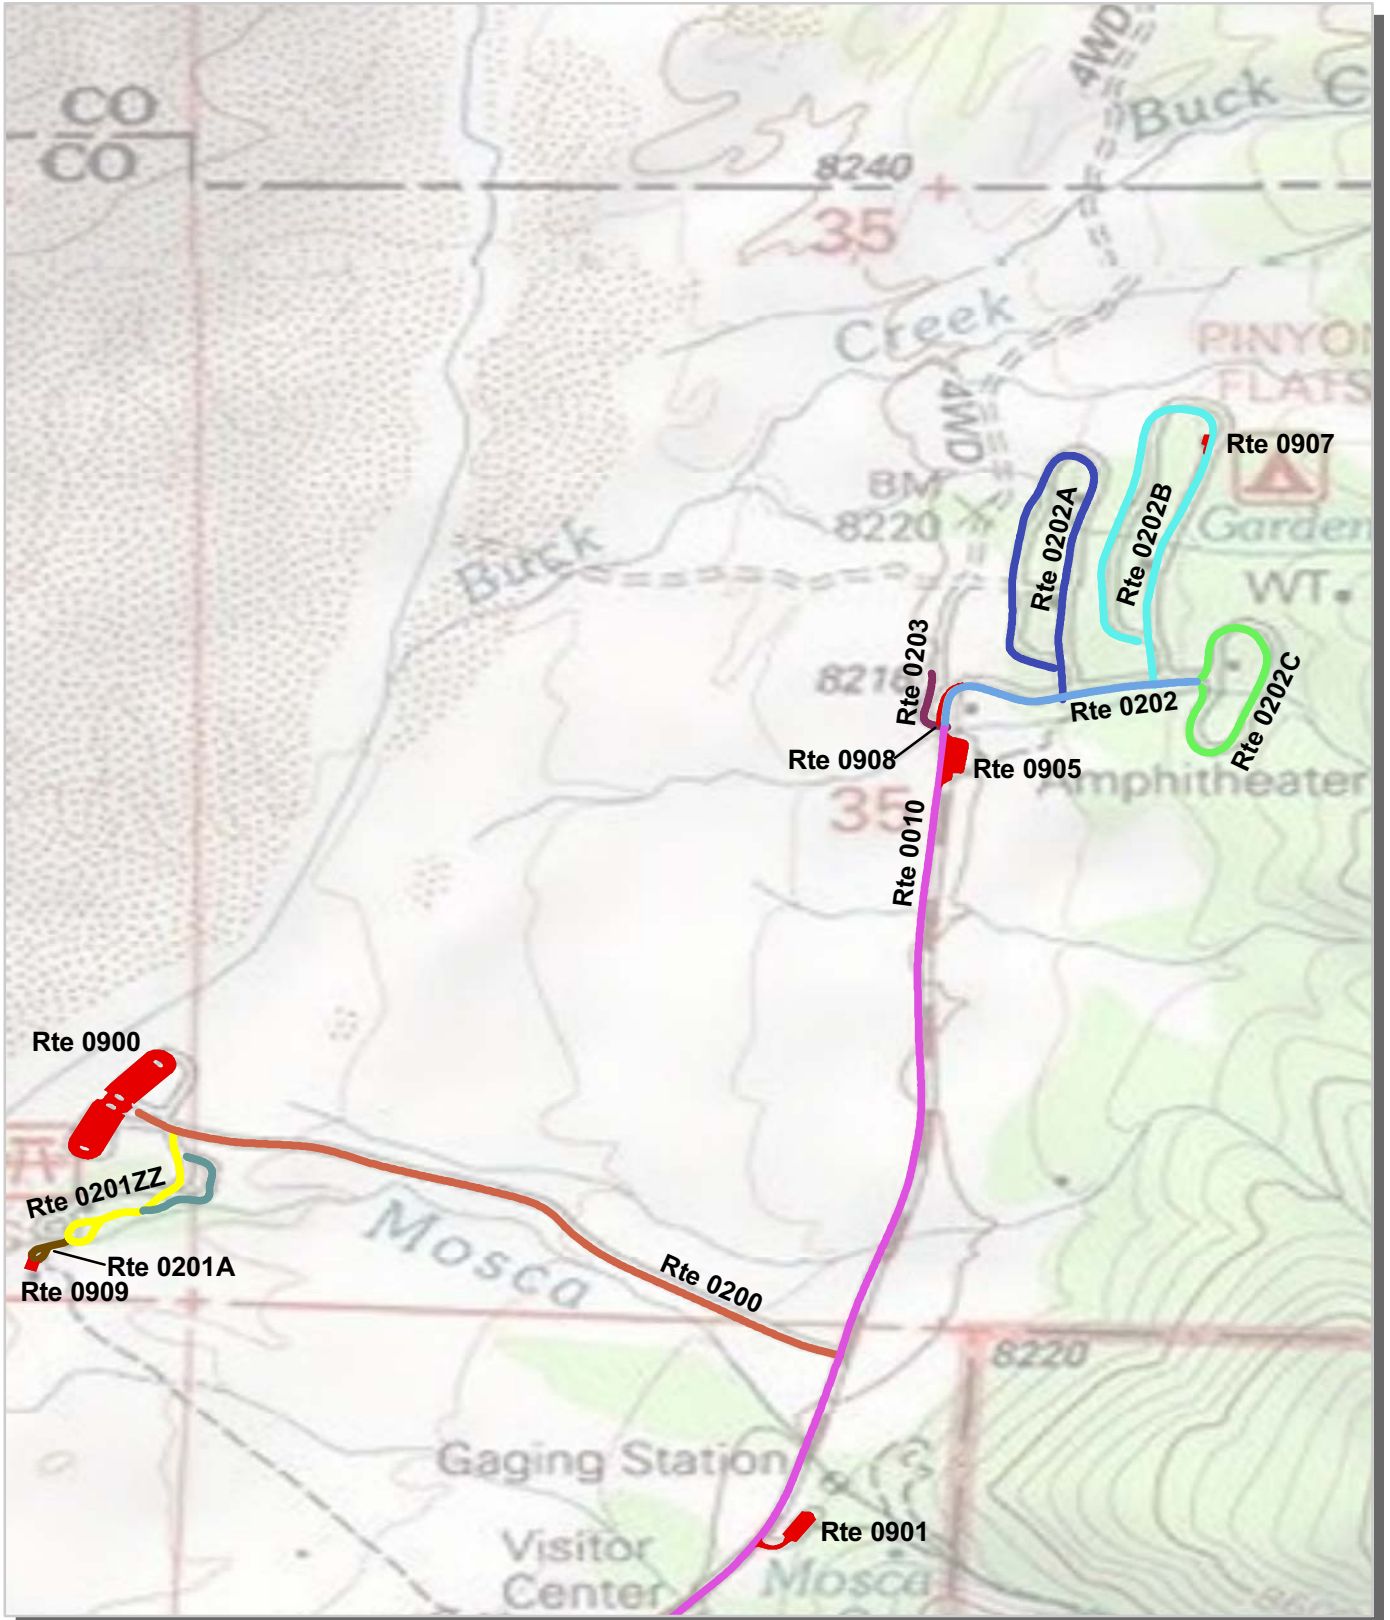 4WD
Buck C
CO
CO
8240
35
Creek
PINYON
FLATS
4WD
Rte 0907
BM
8220
Rte 0202A
Rte 0202B
Garden
Buck
WT
Rte 0203
8210
Rte 0202C
Rte 0202
Rte 0908
Rte 0905
Amphitheater
35
Rte 0010
Rte 0900
Rte 0201ZZ
Mosca
Rte 0201A
Rte 0200
Rte 0909
8220
Gaging Station
Rte 0901
Visitor
Center
Mosca